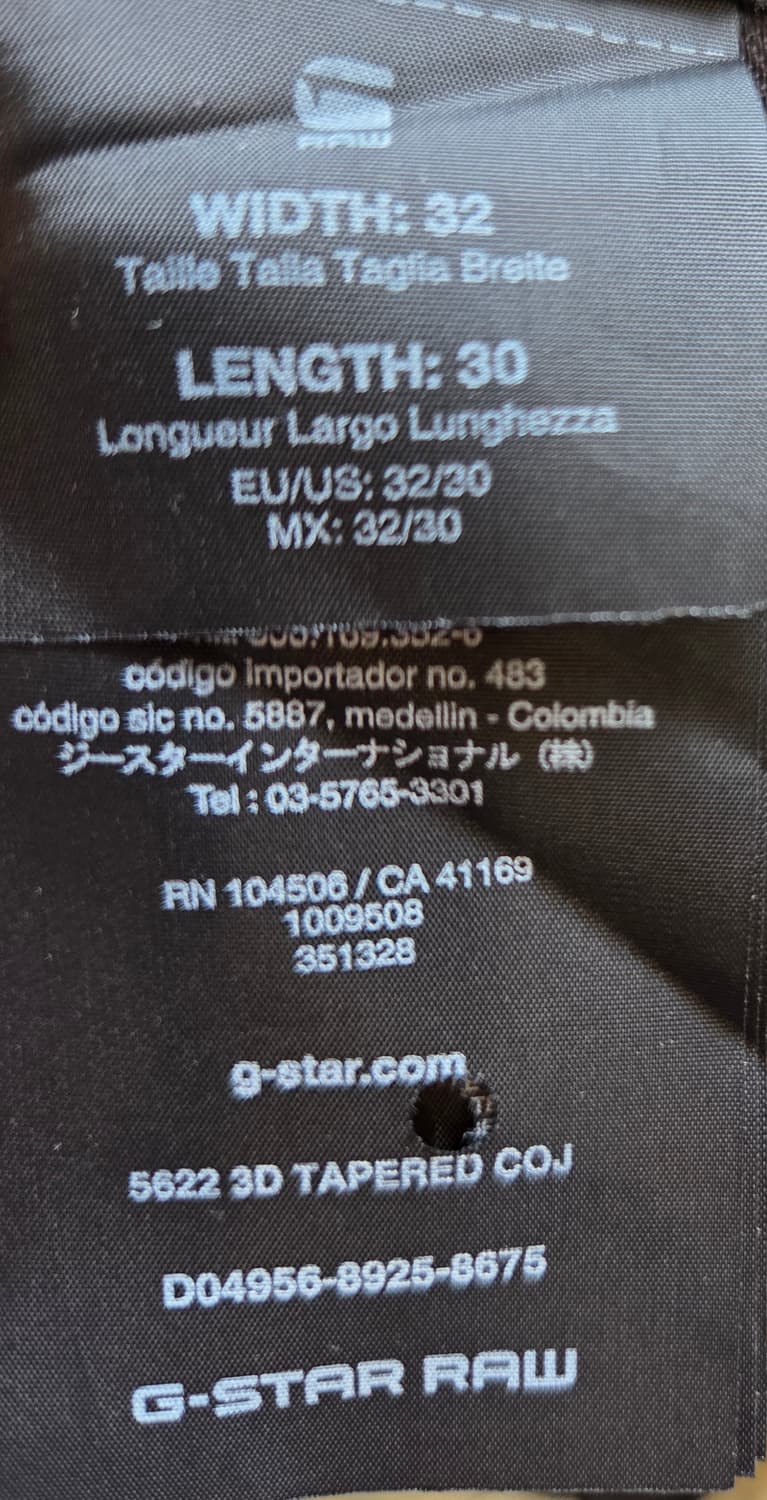 RAW
WIDTH: 32
Taille Talla Taglia Breite
LENGTH: 30
Longueur Largo Lunghezza
EU/US: 32/30
MX: 32/30
código importador no. 483
código sic no. 5887, medellin - Colombia
ジースターインターナショナル (株)
Tel : 03-5765-3301
RN 104506 / CA 41169
1009508
351328
g-star.com
5622 3D TAPERED COJ
D04956-8925-8675
G-STAR RAW